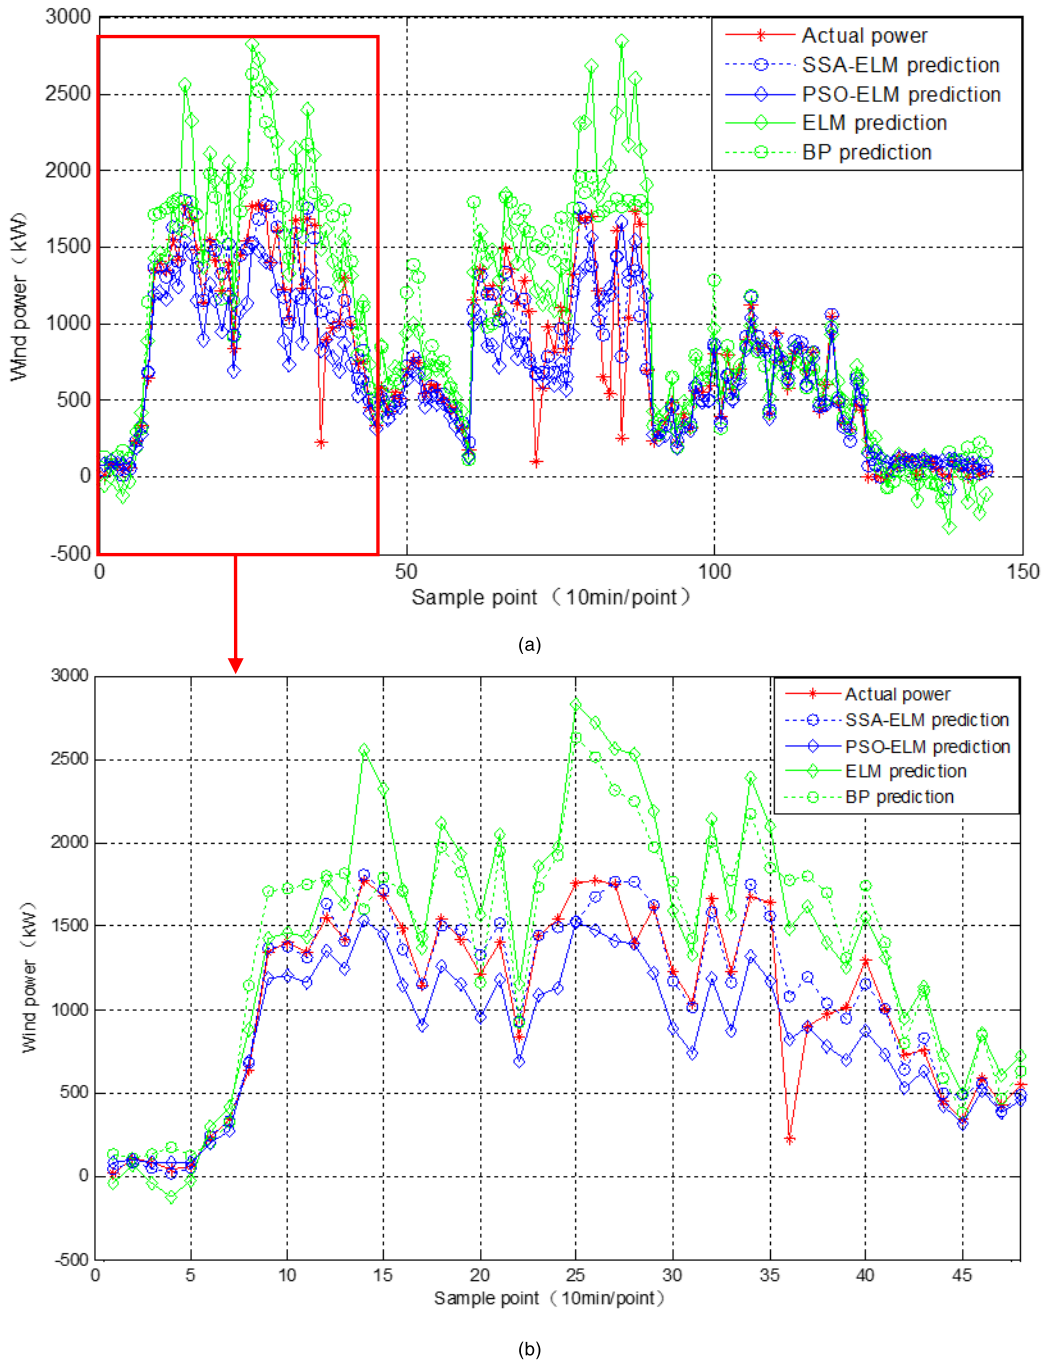 3000
2500
2000
1500
1000
500
0
-500
Wind power（kW）
Actual power
SSA-ELM prediction
PSO-ELM prediction
ELM prediction
BP prediction
0 50 100 150
Sample point（10min/point）
(a)
3000
2500
2000
1500
1000
500
0
-500
Wind power（kW）
Actual power
SSA-ELM prediction
PSO-ELM prediction
ELM prediction
BP prediction
0 5 10 15 20 25 30 35 40 45
Sample point（10min/point）
(b)